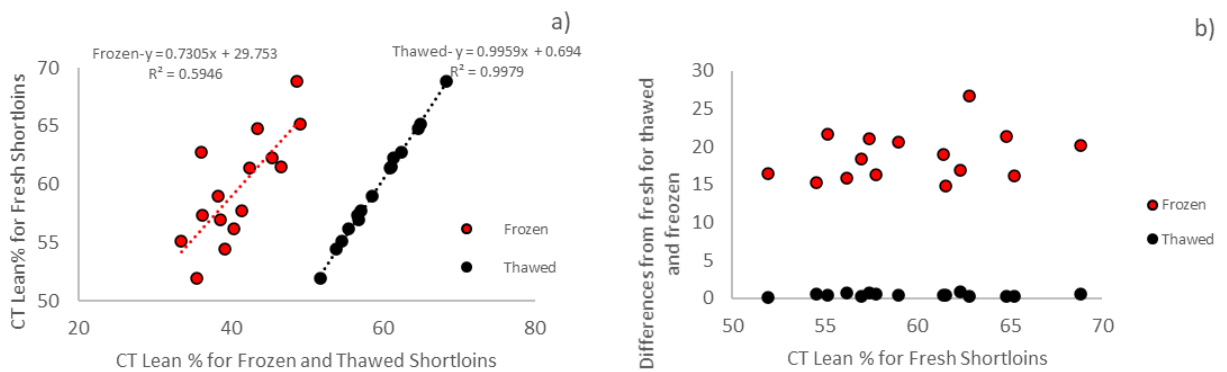 a)
Frozen-y = 0.7305x + 29.753
R² = 0.5946
Thawed- y = 0.9959x + 0.694
R² = 0.9979
CT Lean% for Fresh Shortloins
70
65
60
55
50
20
40
60
80
Frozen
Thawed
CT Lean % for Frozen and Thawed Shortloins
b)
Differences from fresh for thawed
and freozen
30
25
20
15
10
5
0
50
55
60
65
70
Frozen
Thawed
CT Lean % for Fresh Shortloins